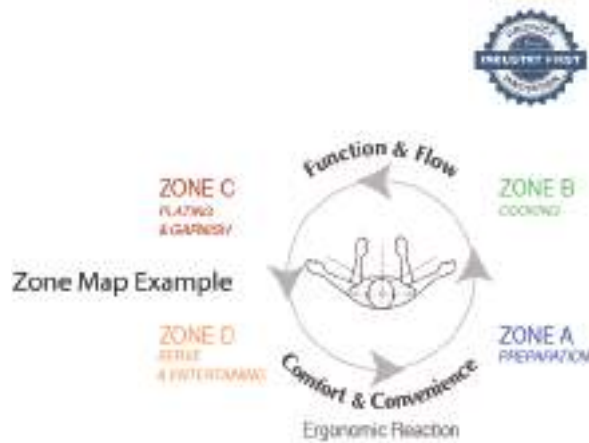 INDUSTRY FIRST
INNOVATION
Function & Flow
ZONE C
PLATING
& GARNISH
ZONE B
COOKING
Zone Map Example
ZONE D
SERVE
& ENTERTAINING
ZONE A
PREPARATION
Comfort & Convenience
Ergonomic Reaction